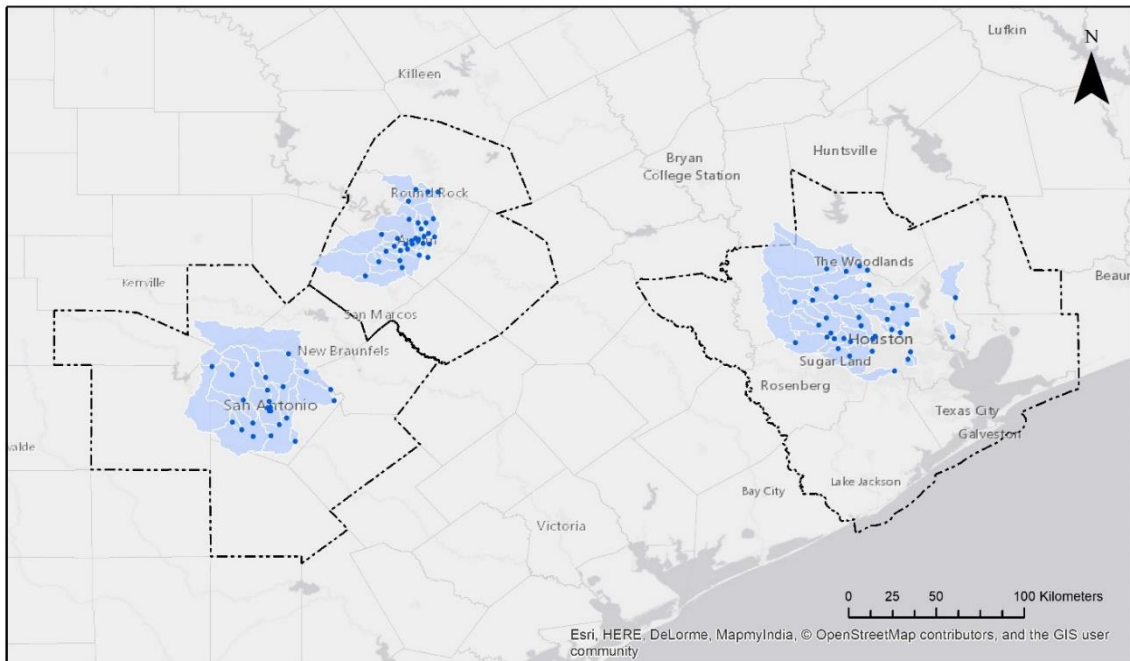 Lufkin
N
Killeen
Huntsville
Bryan
College Station
Round Rock
Austin
The Woodlands
Beaum
Kerrville
San Marcos
New Braunfels
Houston
Sugar Land
Rosenberg
San Antonio
Texas City
Galveston
valde
Lake Jackson
Bay City
Victoria
0 25 50 100 Kilometers
Esri, HERE, DeLorme, MapmyIndia, © OpenStreetMap contributors, and the GIS user
community